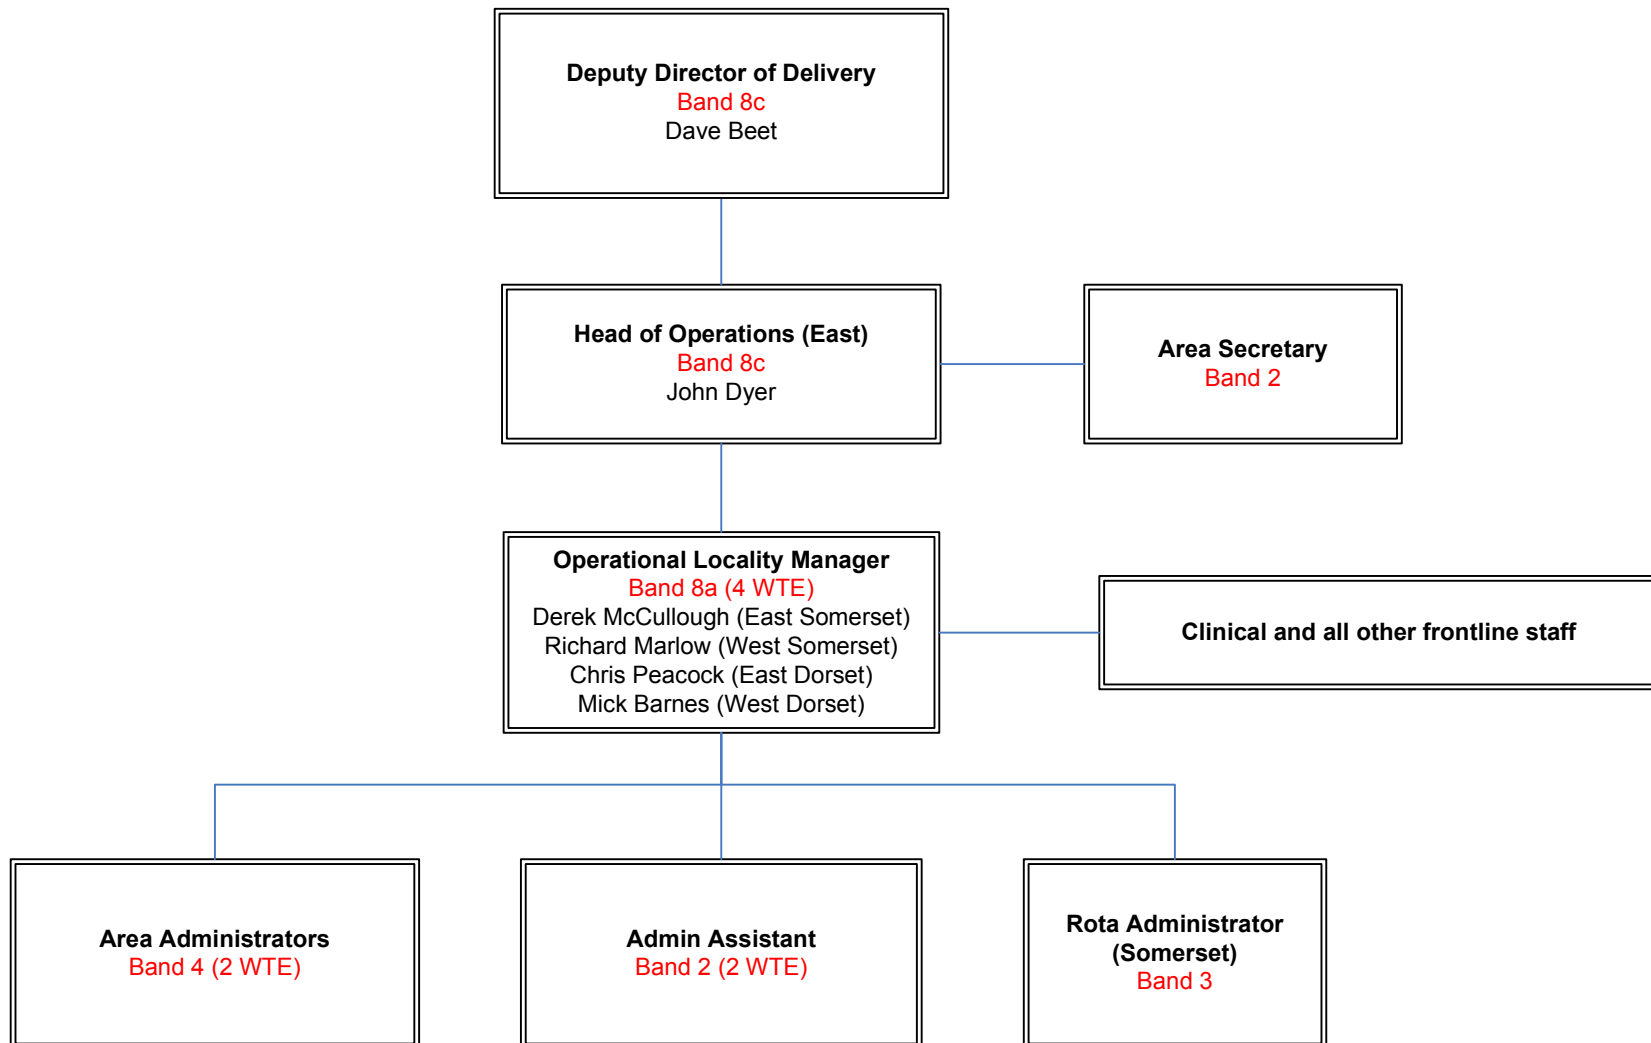 Deputy Director of Delivery
Band 8c
Dave Beet
Head of Operations (East)
Band 8c
John Dyer
Area Secretary
Band 2
Operational Locality Manager
Band 8a (4 WTE)
Derek McCullough (East Somerset)
Richard Marlow (West Somerset)
Chris Peacock (East Dorset)
Mick Barnes (West Dorset)
Clinical and all other frontline staff
Area Administrators
Band 4 (2 WTE)
Admin Assistant
Band 2 (2 WTE)
Rota Administrator
(Somerset)
Band 3